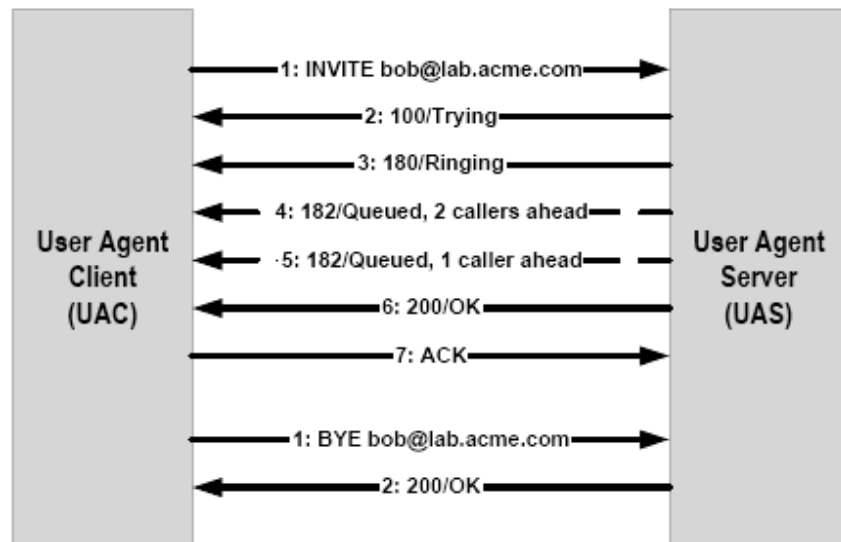 1: INVITE bob@lab.acme.com
2: 100/Trying
3: 180/Ringing
4: 182/Queued, 2 callers ahead
5: 182/Queued, 1 caller ahead
6: 200/OK
7: ACK
1: BYE bob@lab.acme.com
2: 200/OK
User Agent
Client
(UAC)
User Agent
Server
(UAS)